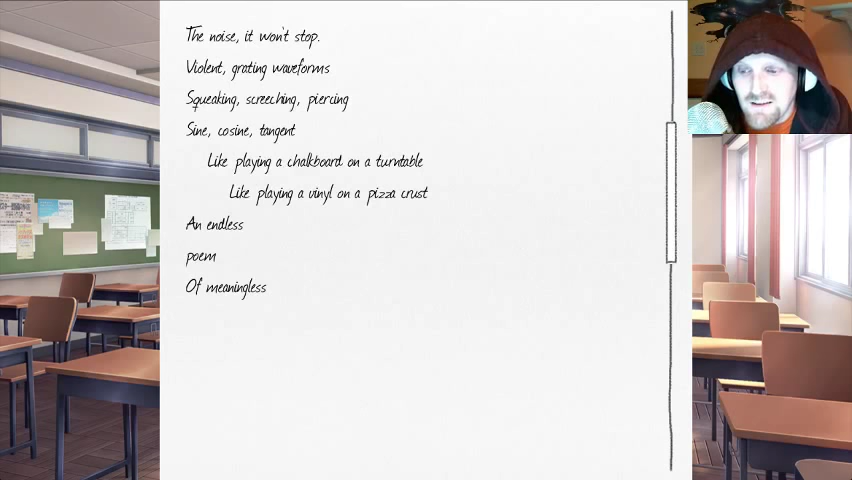 The noise, it won't stop.
Violent, grating waveforms
Squeaking, screeching, piercing
Sine, cosine, tangent
Like playing a chalkboard on a turntable
Like playing a vinyl on a pizza crust
An endless
poem
Of meaningless